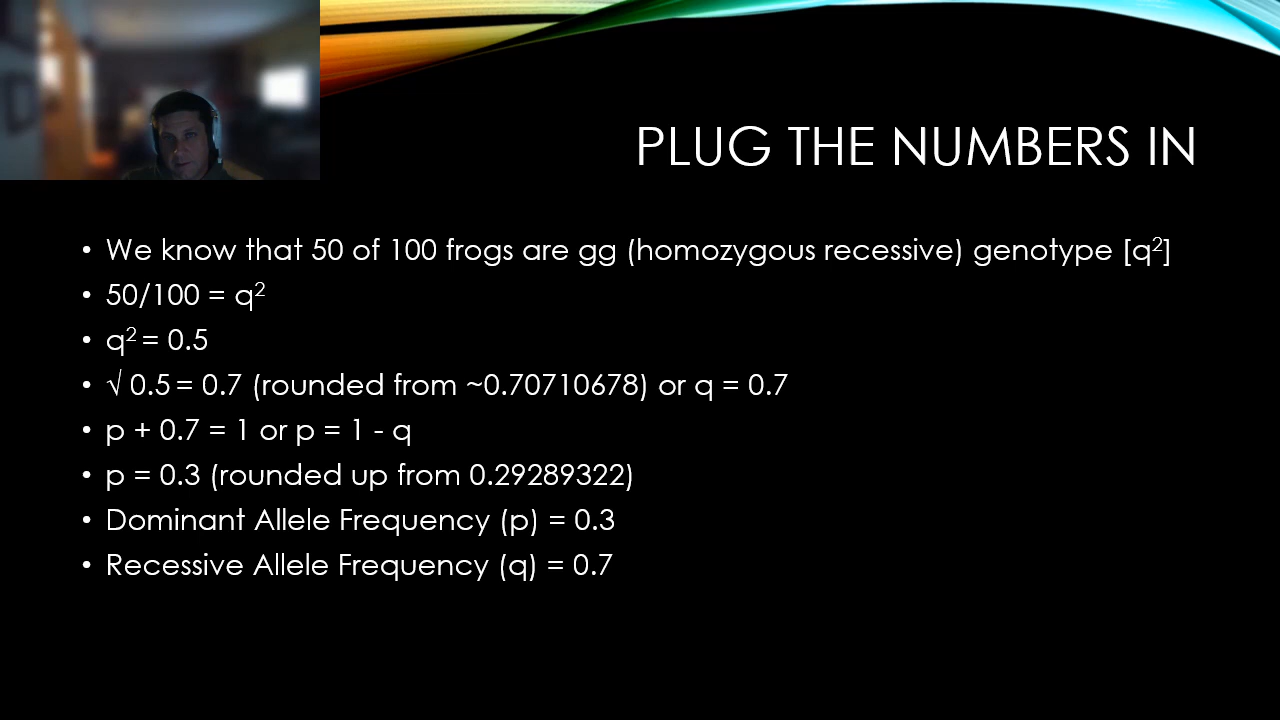 PLUG THE NUMBERS IN
• We know that 50 of 100 frogs are gg (homozygous recessive) genotype [q²]
• 50/100 = q²
• q² = 0.5
• √ 0.5 = 0.7 (rounded from ~0.70710678) or q = 0.7
• p + 0.7 = 1 or p = 1 - q
• p = 0.3 (rounded up from 0.29289322)
• Dominant Allele Frequency (p) = 0.3
• Recessive Allele Frequency (q) = 0.7